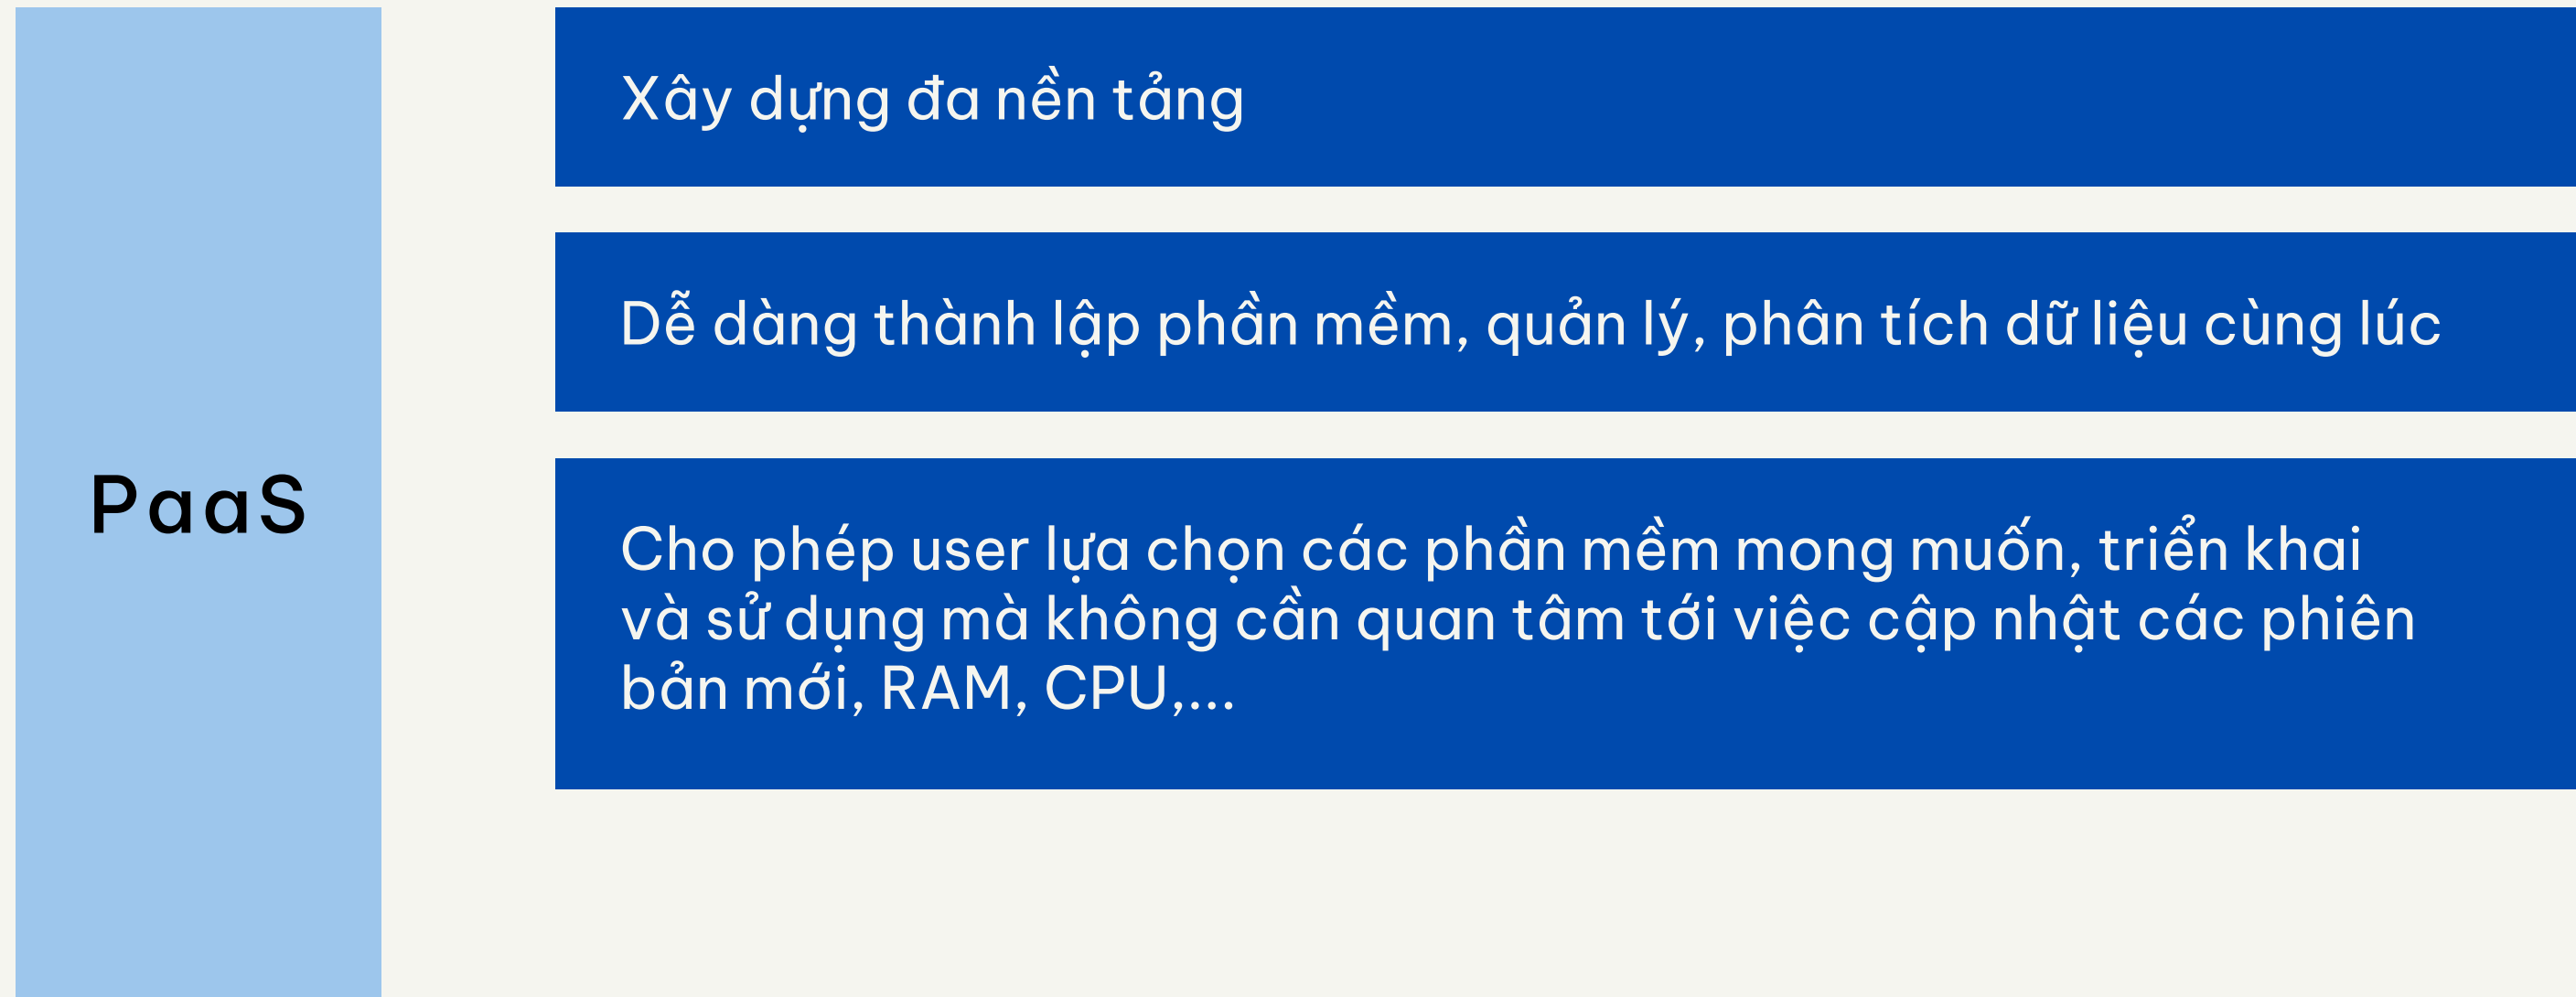 PaaS
Xây dựng đa nền tảng
Dễ dàng thành lập phần mềm, quản lý, phân tích dữ liệu cùng lúc
Cho phép user lựa chọn các phần mềm mong muốn, triển khai
và sử dụng mà không cần quan tâm tới việc cập nhật các phiên
bản mới, RAM, CPU,...